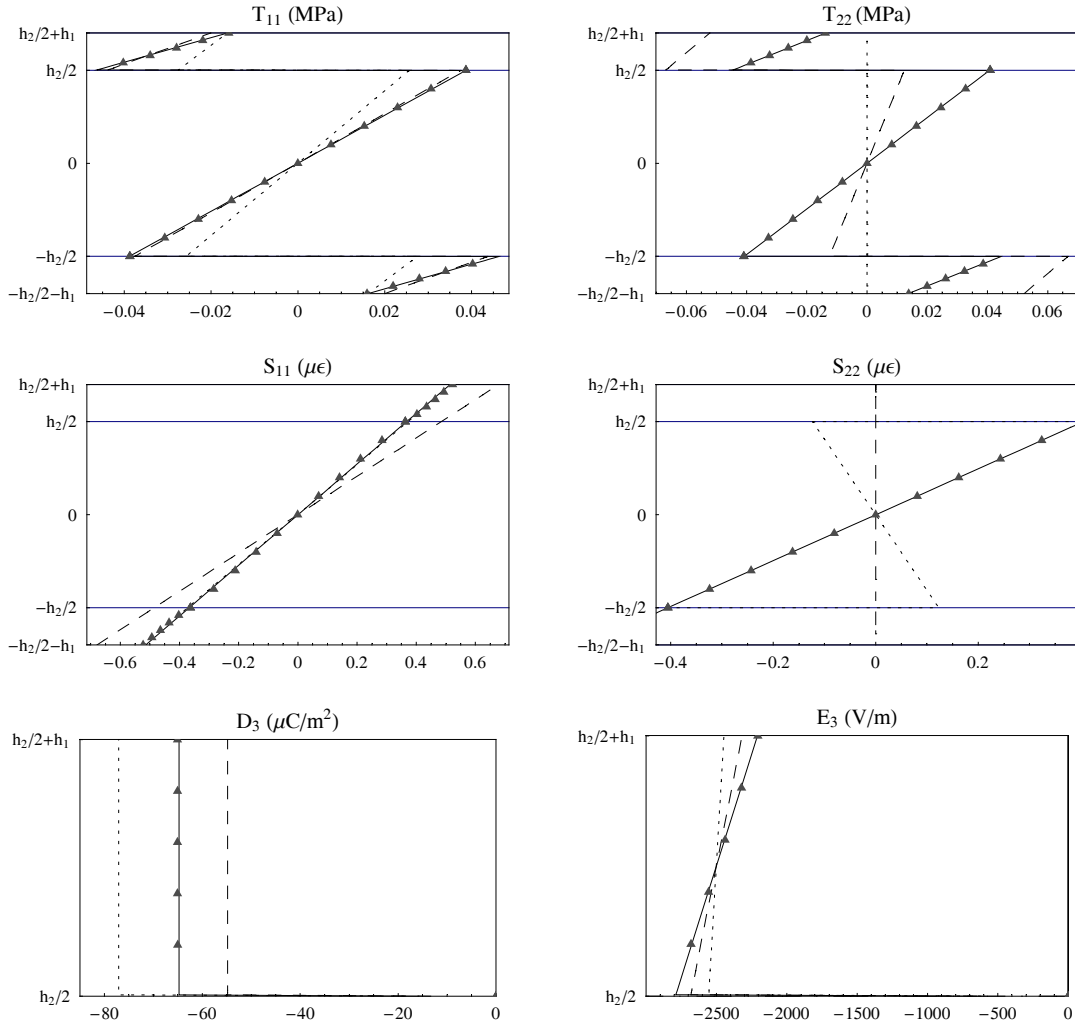 T₁₁ (MPa)
h₂/2+h₁
h₂/2
0
−h₂/2
−h₂/2−h₁
−0.04 −0.02 0 0.02 0.04
T₂₂ (MPa)
h₂/2+h₁
h₂/2
0
−h₂/2
−h₂/2−h₁
−0.06 −0.04 −0.02 0 0.02 0.04 0.06
S₁₁ (μϵ)
h₂/2+h₁
h₂/2
0
−h₂/2
−h₂/2−h₁
−0.6 −0.4 −0.2 0 0.2 0.4 0.6
S₂₂ (μϵ)
h₂/2+h₁
h₂/2
0
−h₂/2
−h₂/2−h₁
−0.4 −0.2 0 0.2
D₃ (μC/m²)
h₂/2+h₁
h₂/2
−80 −60 −40 −20 0
E₃ (V/m)
h₂/2+h₁
h₂/2
−2500 −2000 −1500 −1000 −500 0